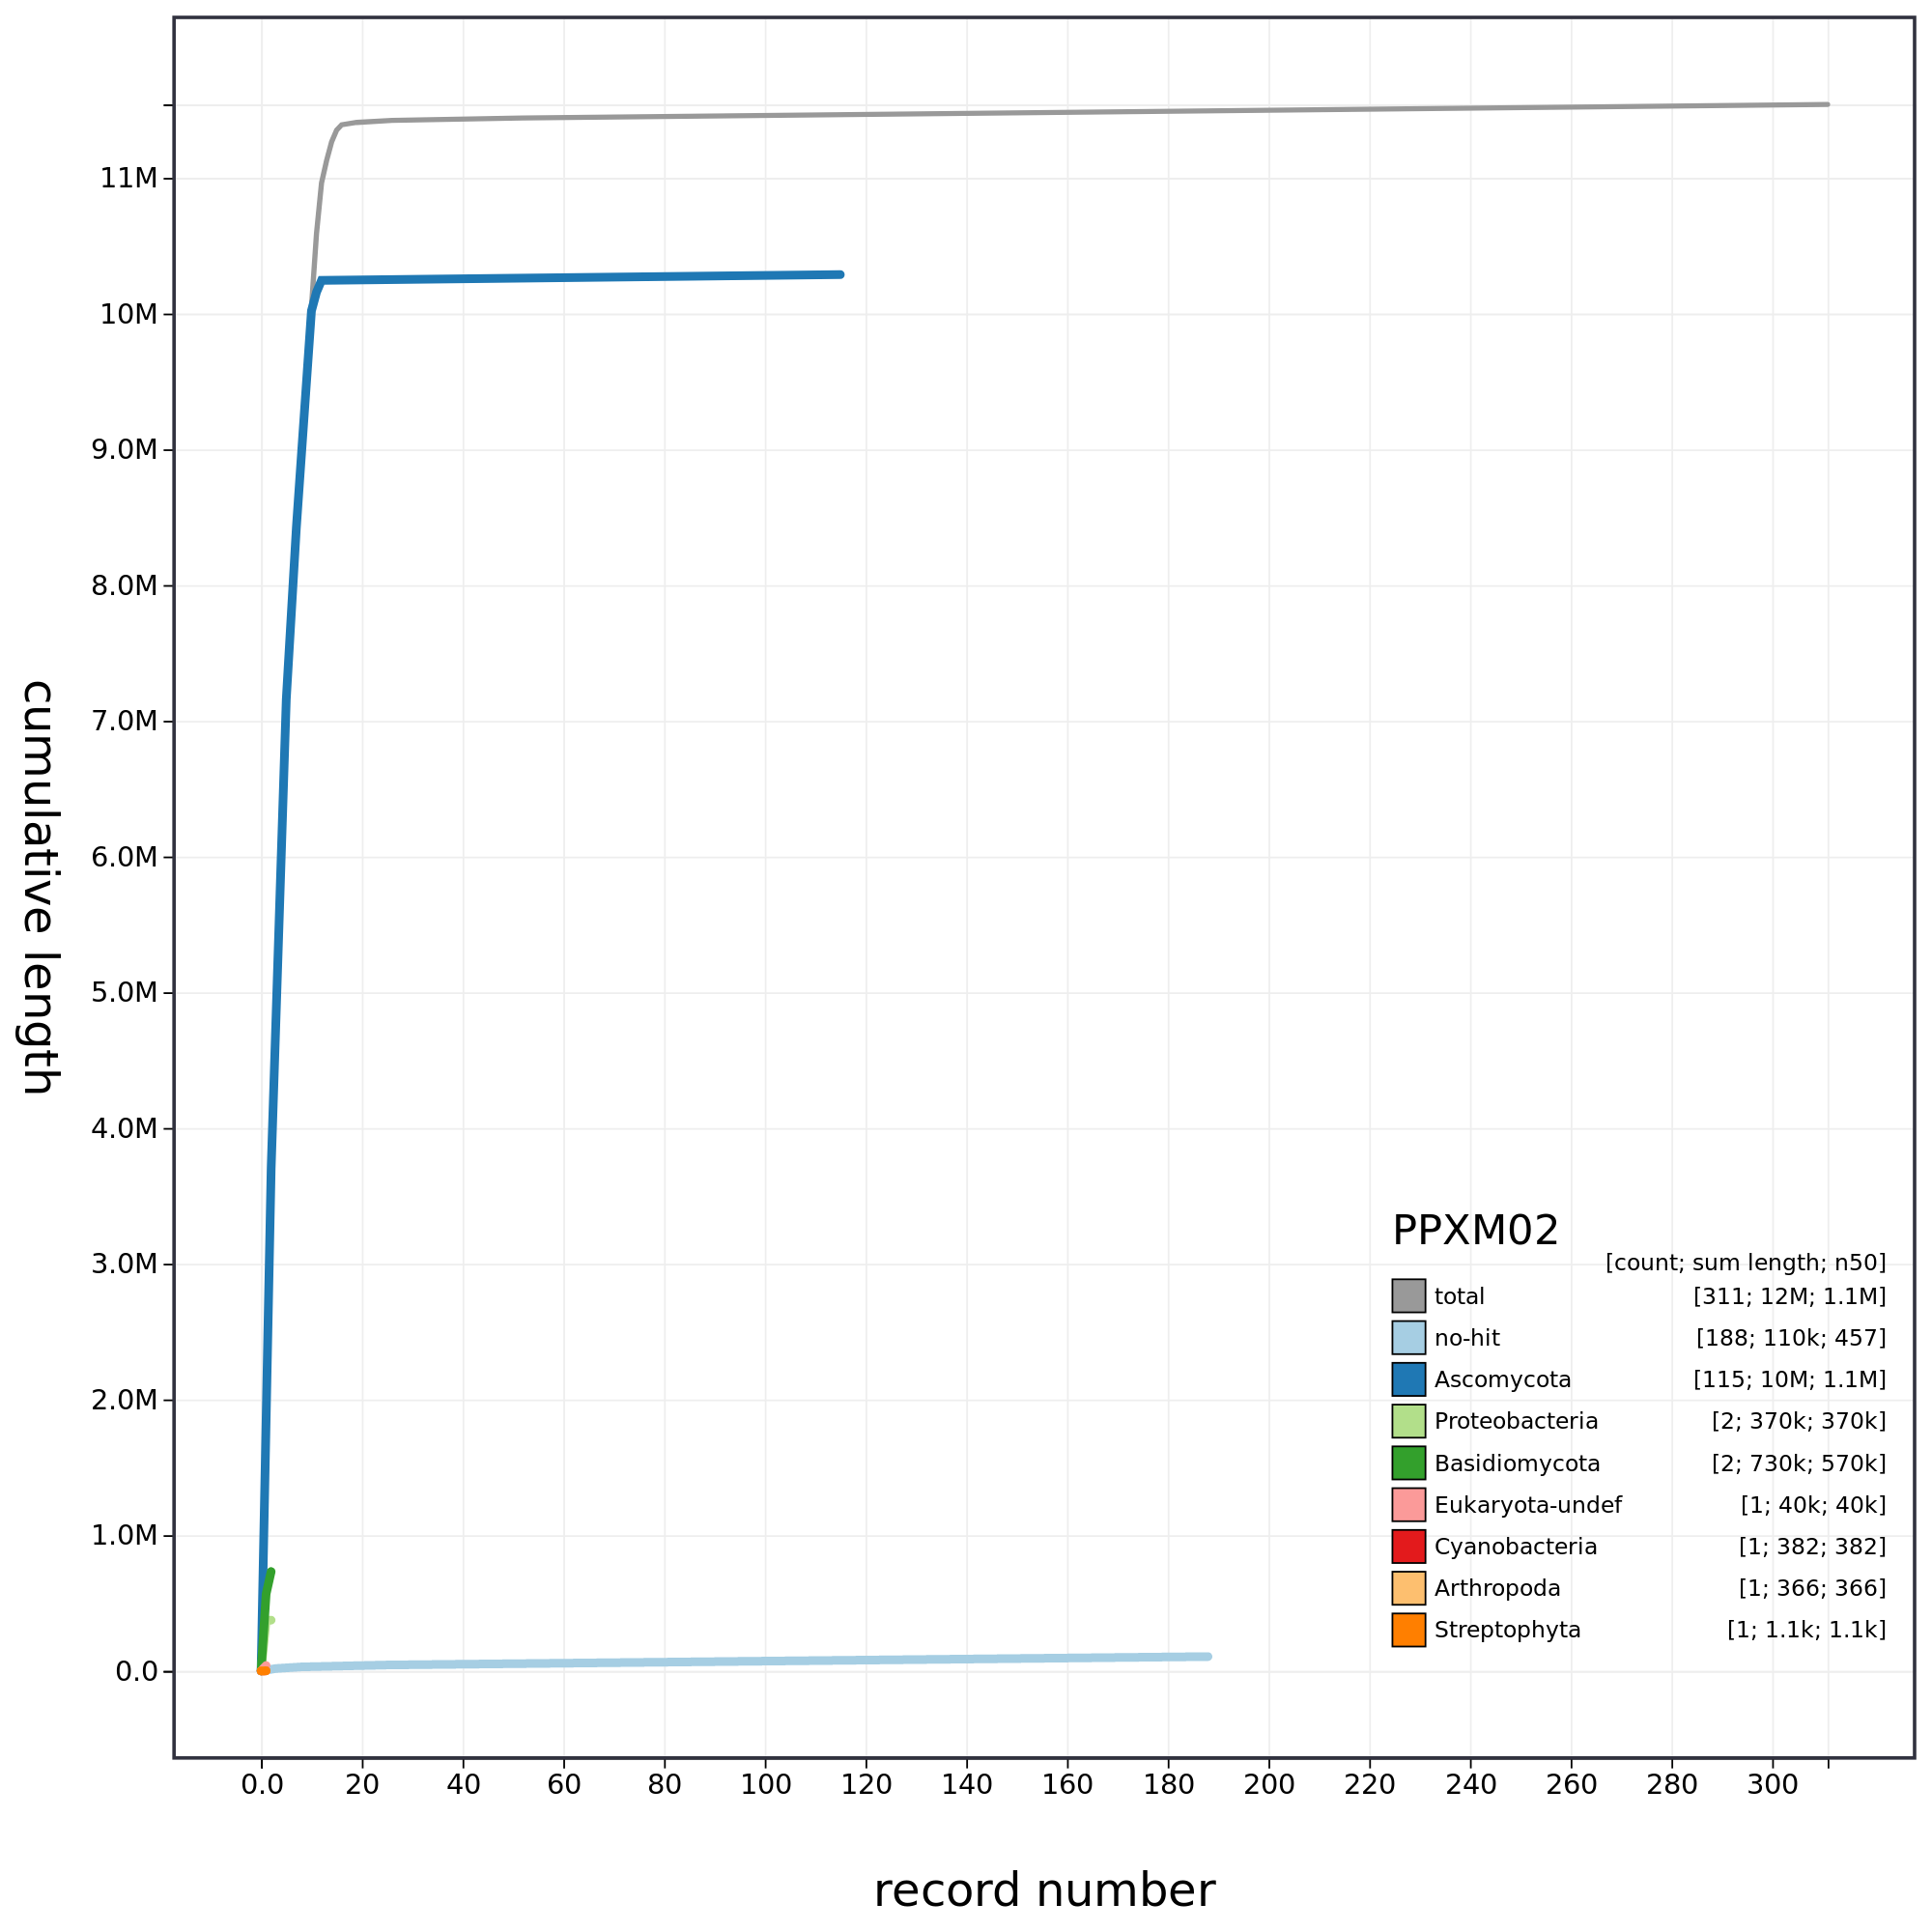 11M
10M
9.0M
8.0M
7.0M
6.0M
5.0M
4.0M
3.0M
2.0M
1.0M
0.0
cumulative length
PPXM02
[count; sum length; n50]
total [311; 12M; 1.1M]
no-hit [188; 110k; 457]
Ascomycota [115; 10M; 1.1M]
Proteobacteria [2; 370k; 370k]
Basidiomycota [2; 730k; 570k]
Eukaryota-undef [1; 40k; 40k]
Cyanobacteria [1; 382; 382]
Arthropoda [1; 366; 366]
Streptophyta [1; 1.1k; 1.1k]
0.0 20 40 60 80 100 120 140 160 180 200 220 240 260 280 300
record number